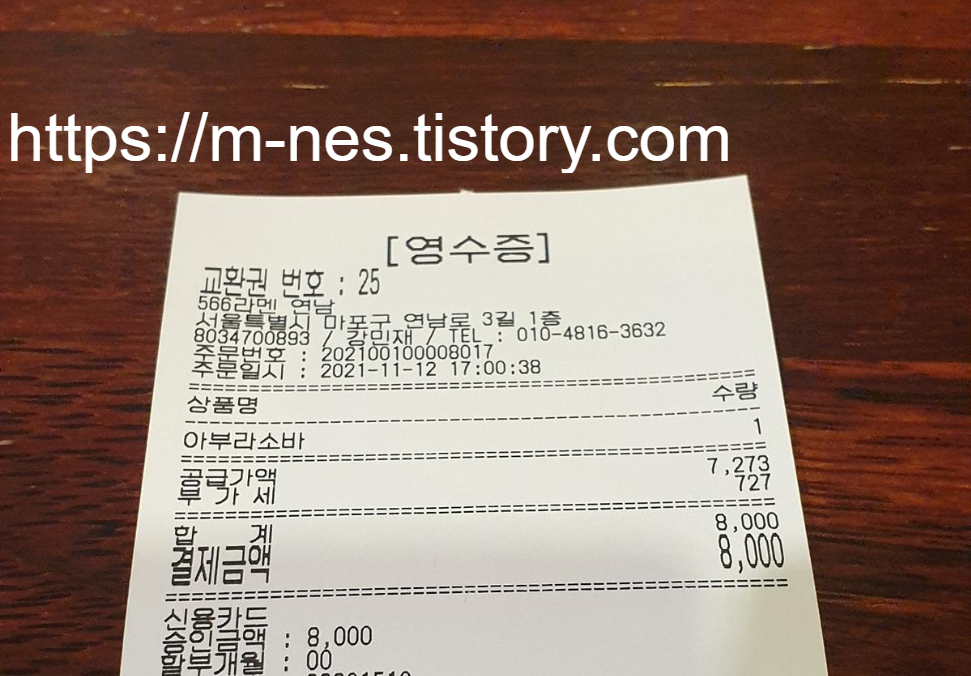 https://m-nes.tistory.com
[영수증]
교환권 번호 : 25
566라멘 연남
서울특별시 마포구 연남로 3길 1층
8034700893 / 강민재 / TEL : 010-4816-3632
주문번호 : 202100100008017
주문일시 : 2021-11-12 17:00:38
상품명 수량
아부라소바 1
공급가액 7,273
부 가 세 727
합 계 8,000
결제금액 8,000
신용카드
승인금액 : 8,000
할부개월 : 00